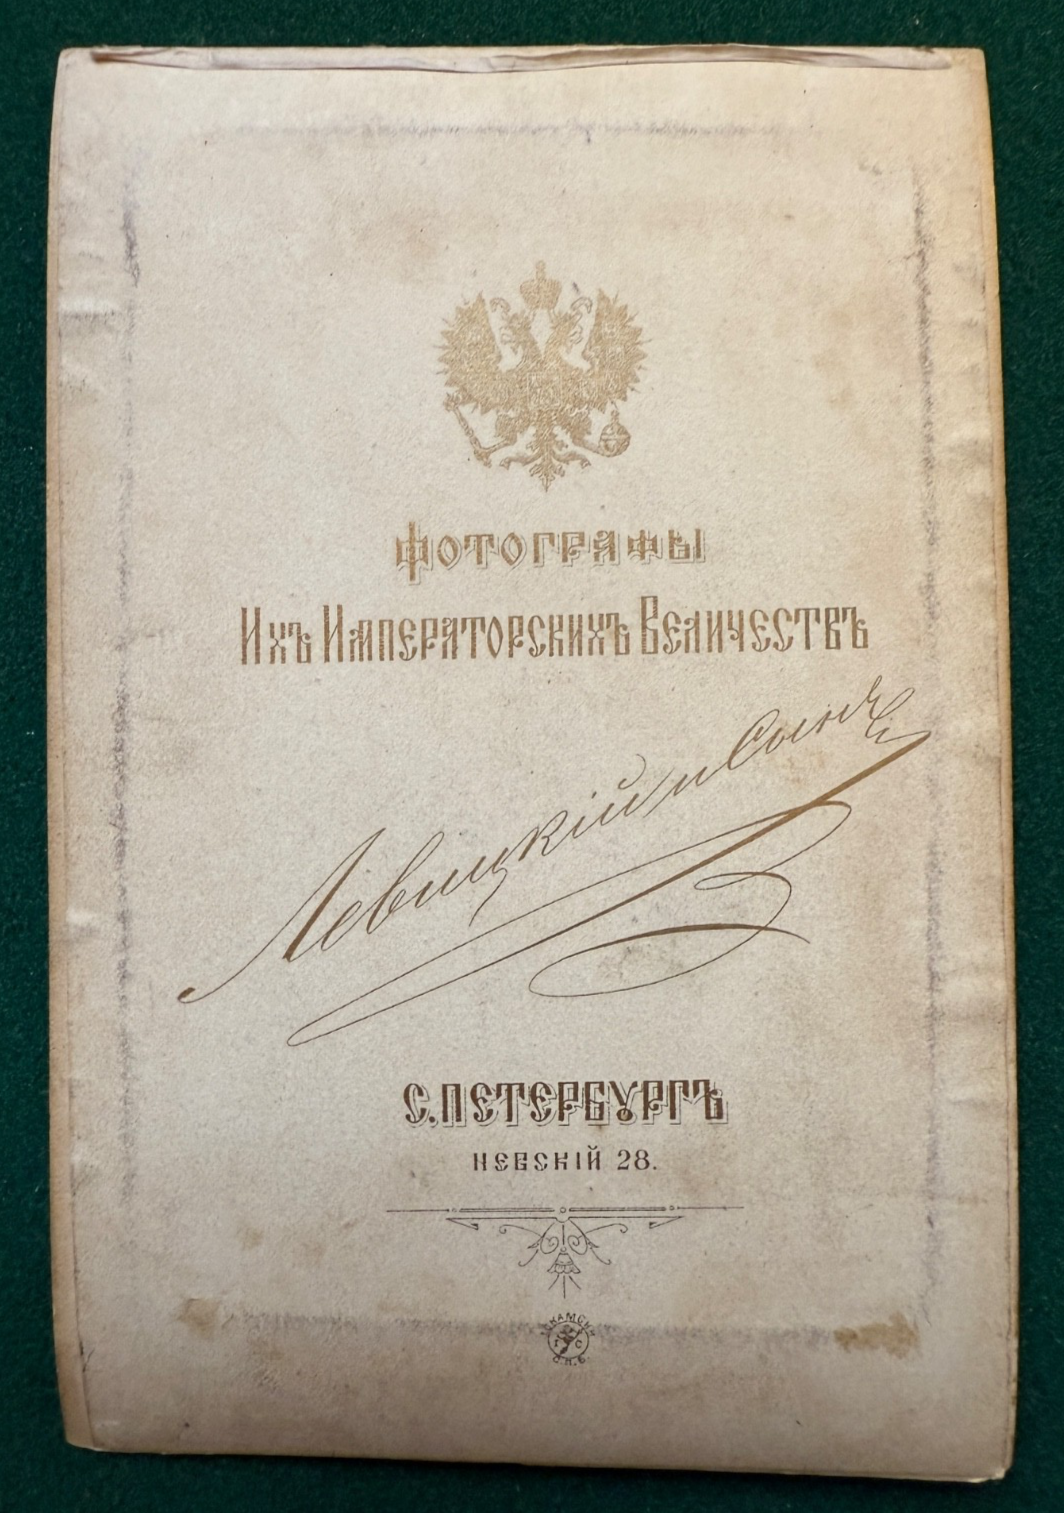 Фотографы
Ихъ Императорскихъ Величествъ
Левицкій и Сынъ
С. Петербургъ
Невскій 28.